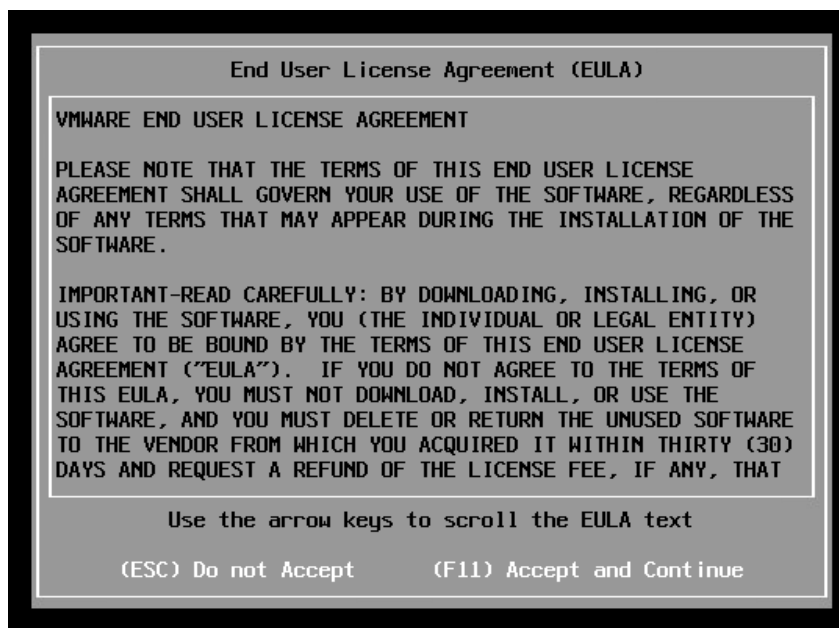 End User License Agreement (EULA)
VMWARE END USER LICENSE AGREEMENT
PLEASE NOTE THAT THE TERMS OF THIS END USER LICENSE
AGREEMENT SHALL GOVERN YOUR USE OF THE SOFTWARE, REGARDLESS
OF ANY TERMS THAT MAY APPEAR DURING THE INSTALLATION OF THE
SOFTWARE.
IMPORTANT-READ CAREFULLY: BY DOWNLOADING, INSTALLING, OR
USING THE SOFTWARE, YOU (THE INDIVIDUAL OR LEGAL ENTITY)
AGREE TO BE BOUND BY THE TERMS OF THIS END USER LICENSE
AGREEMENT ("EULA").  IF YOU DO NOT AGREE TO THE TERMS OF
THIS EULA, YOU MUST NOT DOWNLOAD, INSTALL, OR USE THE
SOFTWARE, AND YOU MUST DELETE OR RETURN THE UNUSED SOFTWARE
TO THE VENDOR FROM WHICH YOU ACQUIRED IT WITHIN THIRTY (30)
DAYS AND REQUEST A REFUND OF THE LICENSE FEE, IF ANY, THAT
Use the arrow keys to scroll the EULA text
(ESC) Do not Accept (F11) Accept and Continue